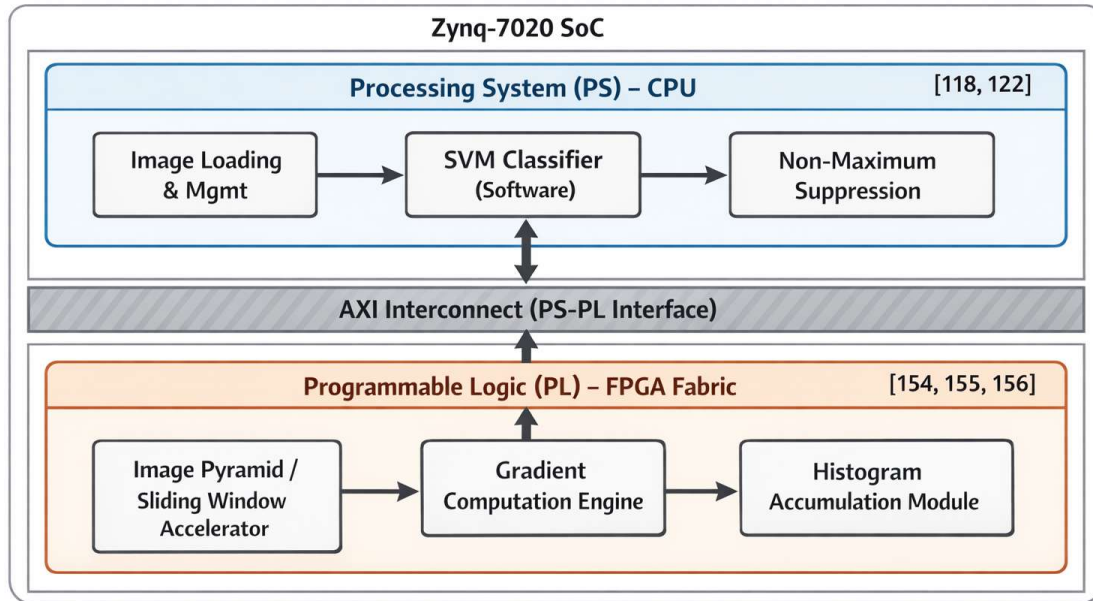 Zynq-7020 SoC
Processing System (PS) – CPU
[118, 122]
Image Loading
& Mgmt
SVM Classifier
(Software)
Non-Maximum
Suppression
AXI Interconnect (PS-PL Interface)
Programmable Logic (PL) – FPGA Fabric
[154, 155, 156]
Image Pyramid /
Sliding Window
Accelerator
Gradient
Computation Engine
Histogram
Accumulation Module